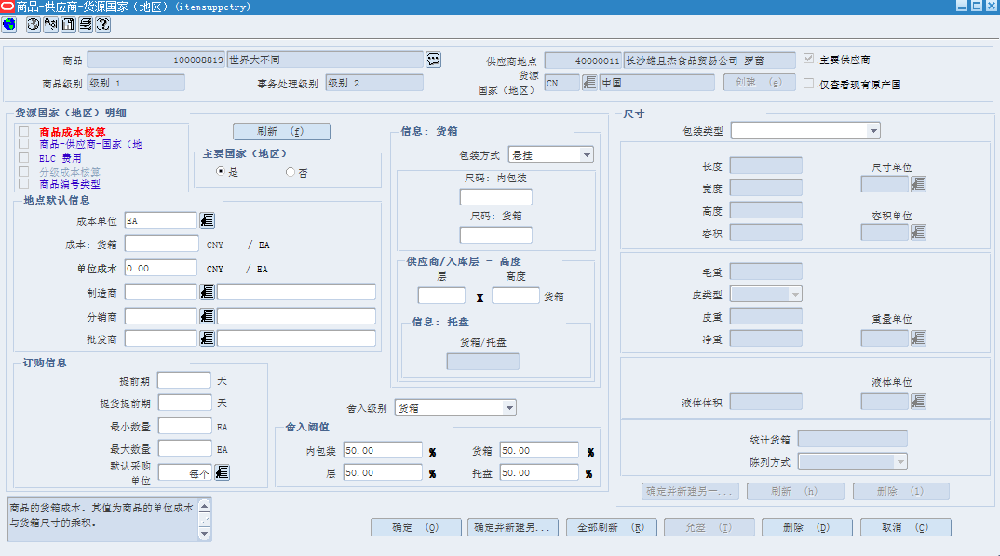 商品-供应商-货源国家（地区）(itemsuppctry)
商品 100008819 世界大不同
供应商地点 40000011 长沙雄且杰食品贸易公司-罗莎
主要供应商
商品级别 级别 1
事务处理级别 级别 2
货源国家（地区） CN 中国
创建 (e)
仅查看现有原产国
货源国家（地区）明细
商品成本核算
商品-供应商-国家（地
ELC 费用
分级成本核算
商品编号类型
刷新 (f)
主要国家（地区）
是 否
地点默认信息
成本单位 EA
成本: 货箱 CNY / EA
单位成本 0.00 CNY / EA
制造商
分销商
批发商
订购信息
提前期 天
提货提前期 天
最小数量 EA
最大数量 EA
默认采购单位 每个
信息: 货箱
包装方式 悬挂
尺码: 内包装
尺码: 货箱
供应商/入库层 - 高度
层 高度
X 货箱
信息: 托盘
货箱/托盘
舍入级别 货箱
舍入阈值
内包装 50.00 % 货箱 50.00 %
层 50.00 % 托盘 50.00 %
尺寸
包装类型
长度 尺寸单位
宽度
高度 容积单位
容积
毛重
皮类型
皮重 重量单位
净重
液体单位
液体体积
统计货箱
陈列方式
确定并新建另一... 刷新 (h) 删除 (l)
商品的货箱成本。其值为商品的单位成本
与货箱尺寸的乘积。
确定 (O) 确定并新建另... 全部刷新 (R) 允差 (T) 删除 (D) 取消 (C)